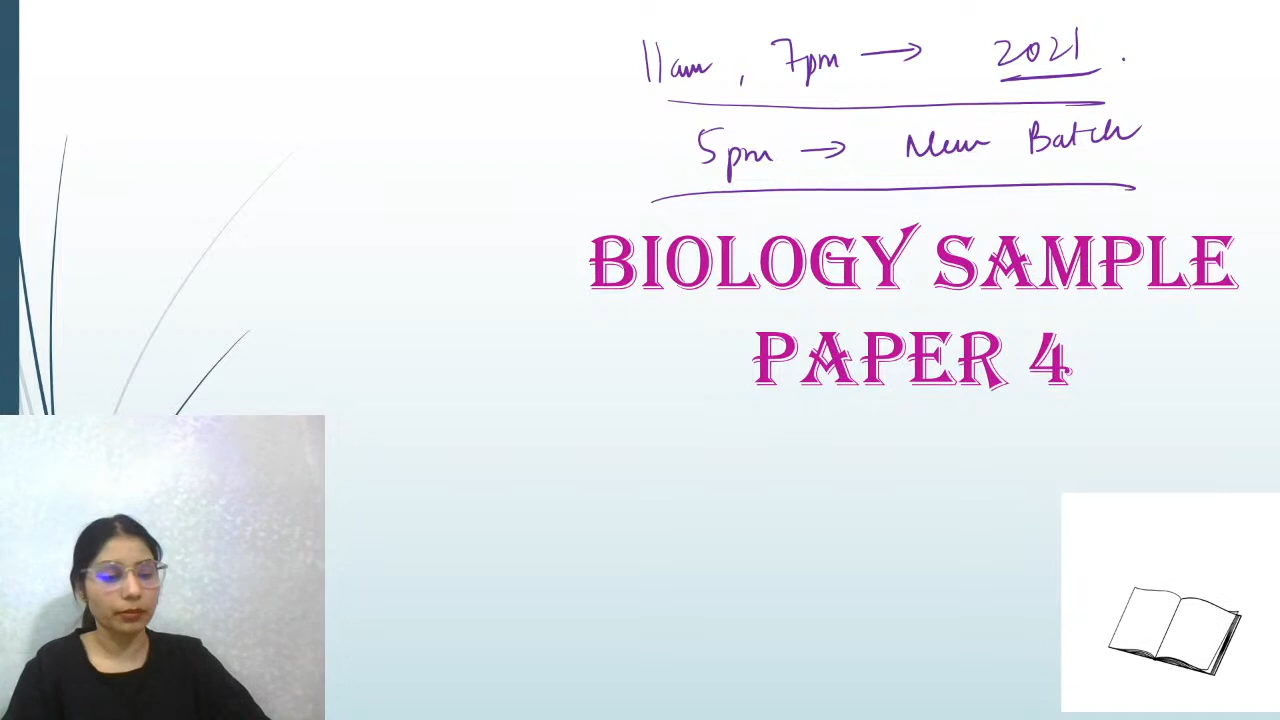 11am, 7pm → 2021.
5pm → New Batch
BIOLOGY SAMPLE
PAPER 4